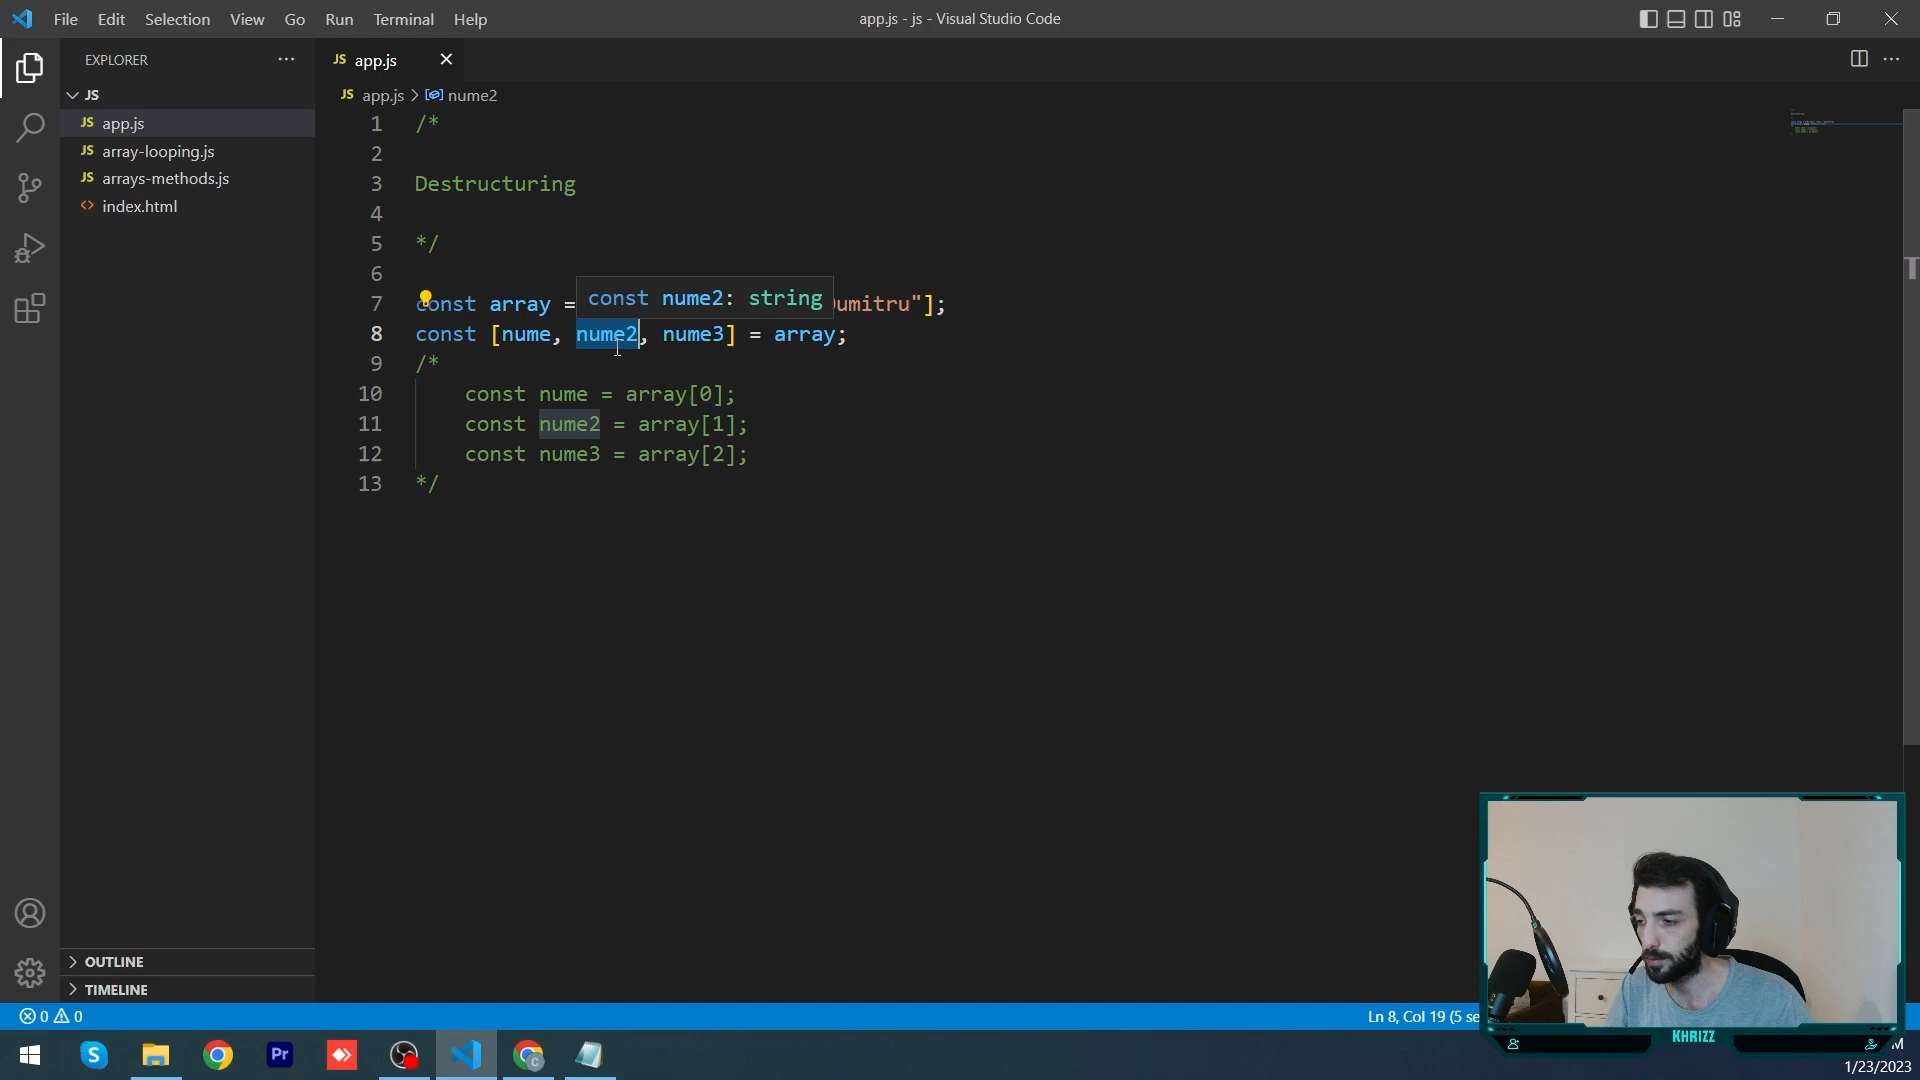 File Edit Selection View Go Run Terminal Help
app.js - js - Visual Studio Code
EXPLORER
JS
JS app.js
JS array-looping.js
JS arrays-methods.js
<> index.html
OUTLINE
TIMELINE
JS app.js
JS app.js > nume2
1 /*
2
3 Destructuring
4
5 */
6
const nume2: string
7 const array = umitru"];
8 const [nume, nume2, nume3] = array;
9 /*
10 const nume = array[0];
11 const nume2 = array[1];
12 const nume3 = array[2];
13 */
0 0
Ln 8, Col 19 (5 se
KHRIZZ
S
Pr
C
M
1/23/2023